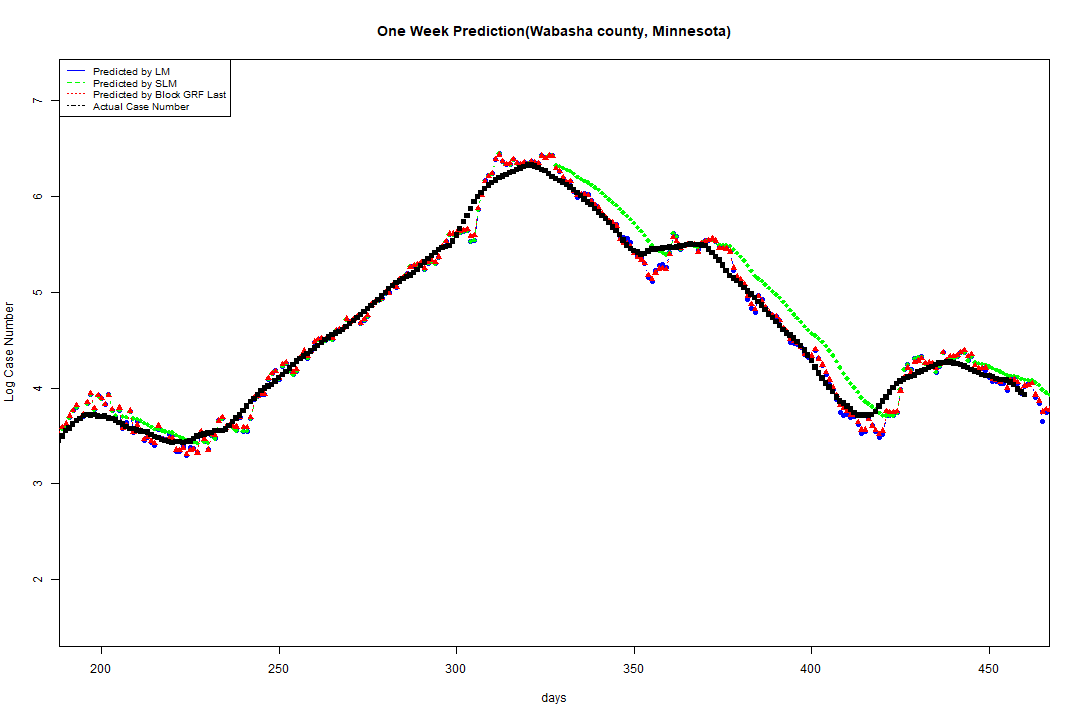 One Week Prediction(Wabasha county, Minnesota)
Predicted by LM
Predicted by SLM
Predicted by Block GRF Last
Actual Case Number
7
6
5
4
3
2
Log Case Number
200 250 300 350 400 450
days